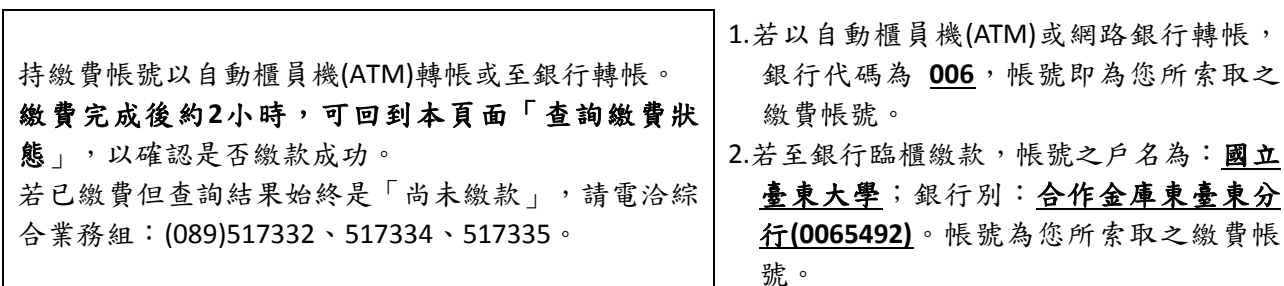 持繳費帳號以自動櫃員機(ATM)轉帳或至銀行轉帳。
繳費完成後約2小時，可回到本頁面「查詢繳費狀
態」，以確認是否繳款成功。
若已繳費但查詢結果始終是「尚未繳款」，請電洽綜
合業務組：(089)517332、517334、517335。
1.若以自動櫃員機(ATM)或網路銀行轉帳，
銀行代碼為 006，帳號即為您所索取之
繳費帳號。
2.若至銀行臨櫃繳款，帳號之戶名為：國立
臺東大學；銀行別：合作金庫東臺東分
行(0065492)。帳號為您所索取之繳費帳
號。